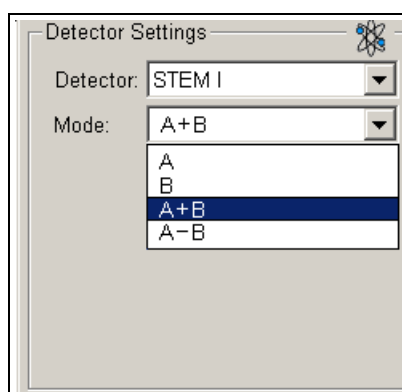 Detector Settings
Detector: STEM I
Mode: A+B
A
B
A+B
A-B